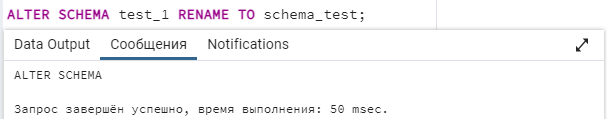 ALTER SCHEMA test_1 RENAME TO schema_test;
Data Output Сообщения Notifications
ALTER SCHEMA
Запрос завершён успешно, время выполнения: 50 msec.